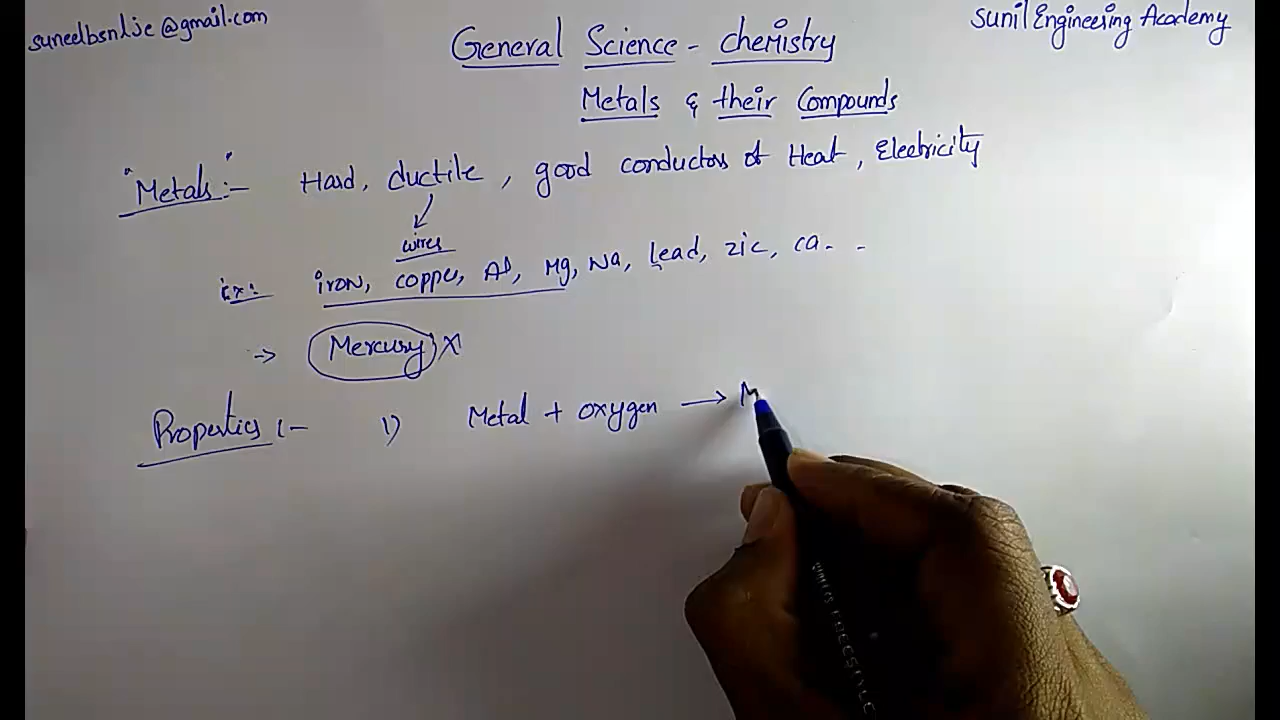 suneelbsnlje@gmail.com
Sunil Engineering Academy
General Science - chemistry
Metals & their Compounds
"Metals:- " Hard, ductile, good conductors of Heat, Electricity
wires
Ex: iron, copper, Al, Mg, Na, Lead, zic, ca. -
→ Mercury X
Properties :- 1) Metal + oxygen → M